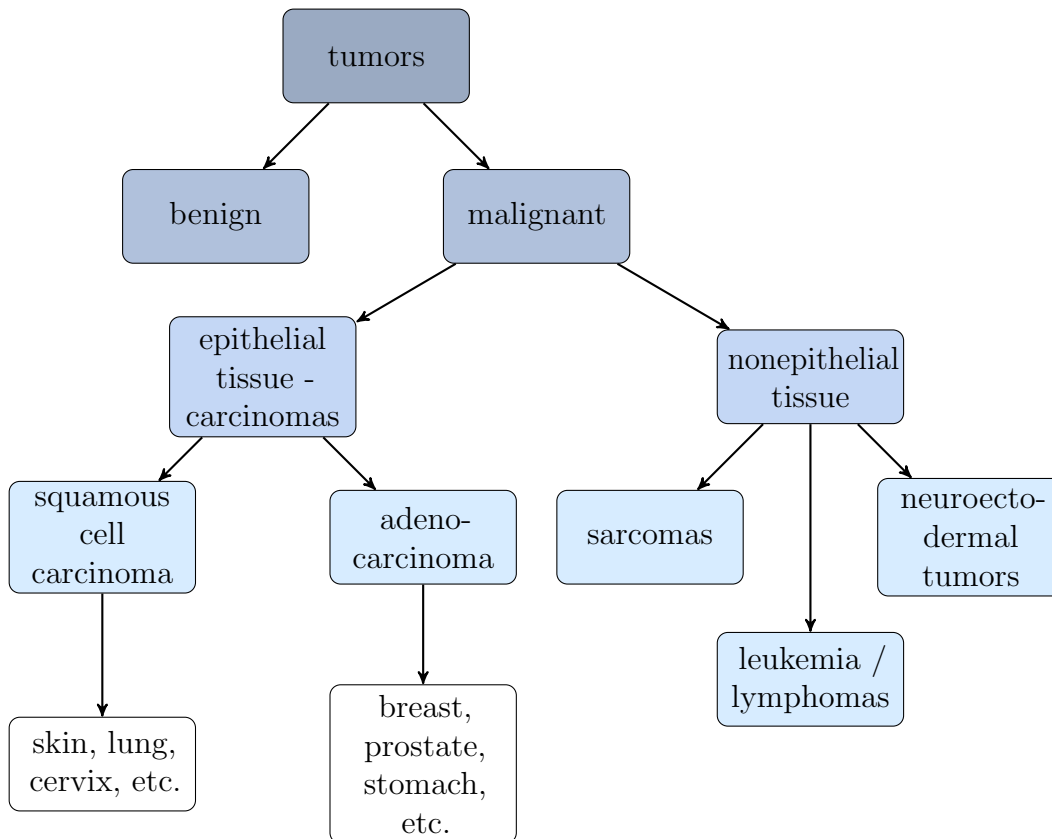 tumors
benign
malignant
epithelial
tissue -
carcinomas
nonepithelial
tissue
squamous
cell
carcinoma
adeno-
carcinoma
sarcomas
neuroecto-
dermal
tumors
leukemia /
lymphomas
skin, lung,
cervix, etc.
breast,
prostate,
stomach,
etc.